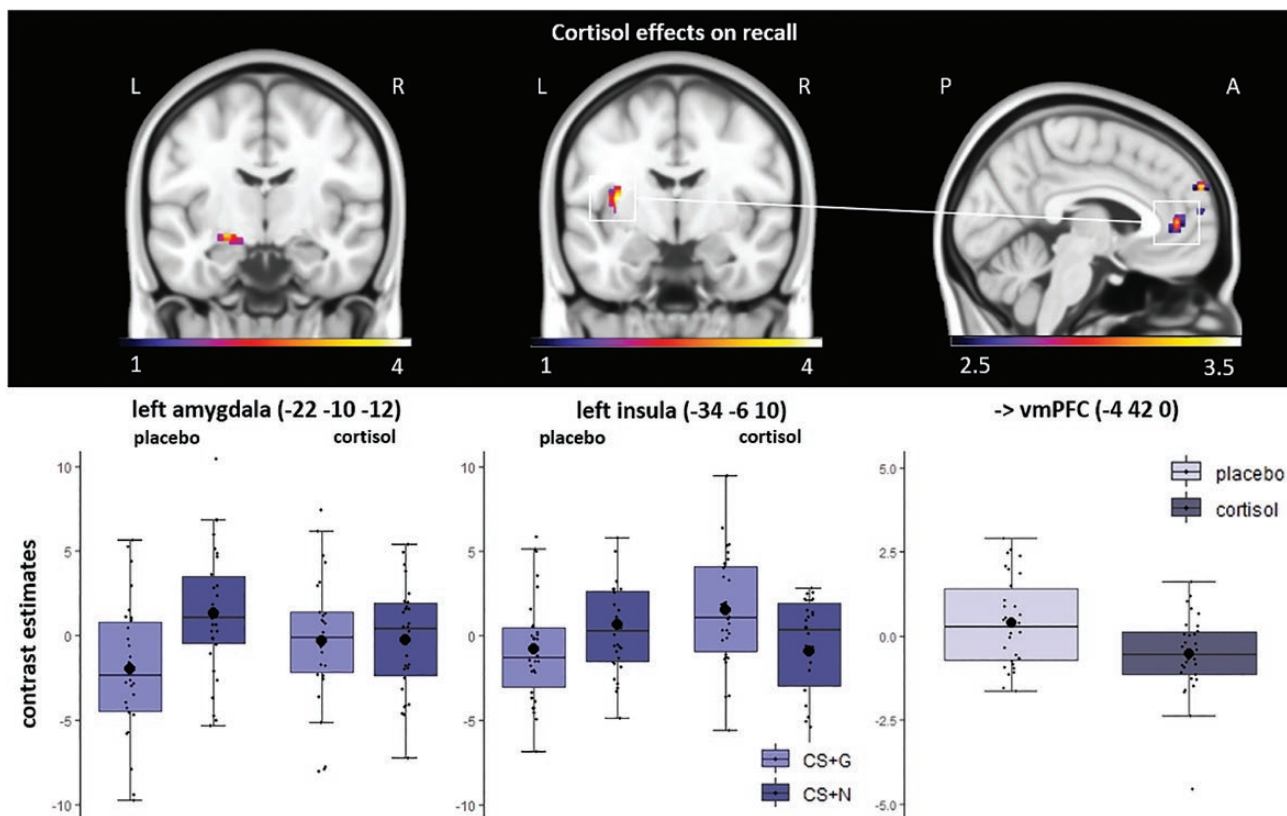 Cortisol effects on recall
L R L R P A
1 4 1 4 2.5 3.5
left amygdala (-22 -10 -12) left insula (-34 -6 10) -> vmPFC (-4 42 0)
placebo cortisol placebo cortisol
contrast estimates
10
5
0
-5
-10
10
5
0
-5
-10
CS+G
CS+N
5.0
2.5
0.0
-2.5
-5.0
placebo
cortisol